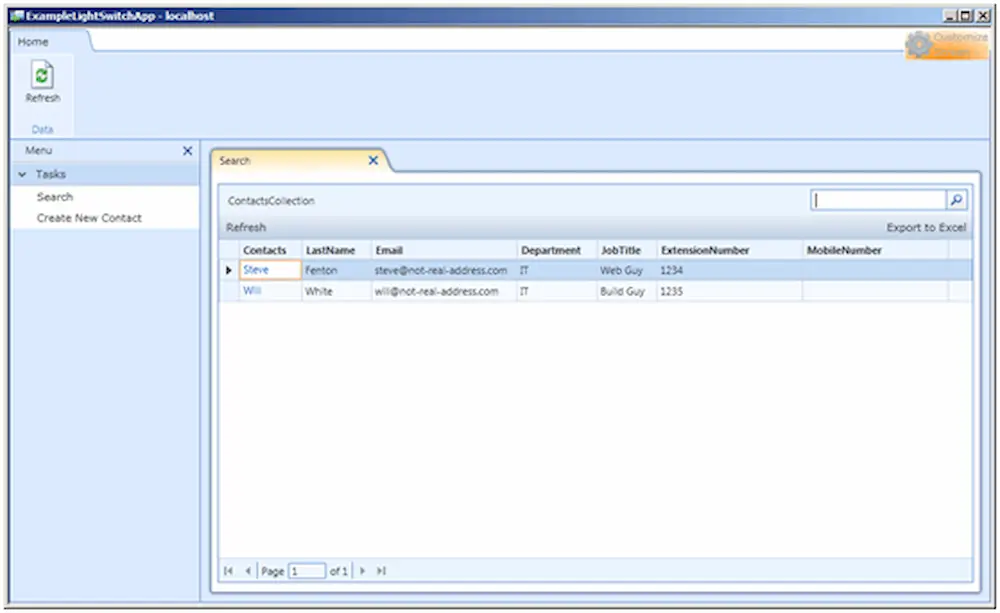 ExampleLightSwitchApp - localhost
Home
Customize
Refresh
Data
Menu
Tasks
Search
Create New Contact
Search
ContactsCollection
Refresh Export to Excel
Contacts LastName Email Department JobTitle ExtensionNumber MobileNumber
Steve Fenton steve@not-real-address.com IT Web Guy 1234
Will White will@not-real-address.com IT Build Guy 1235
Page 1 of 1